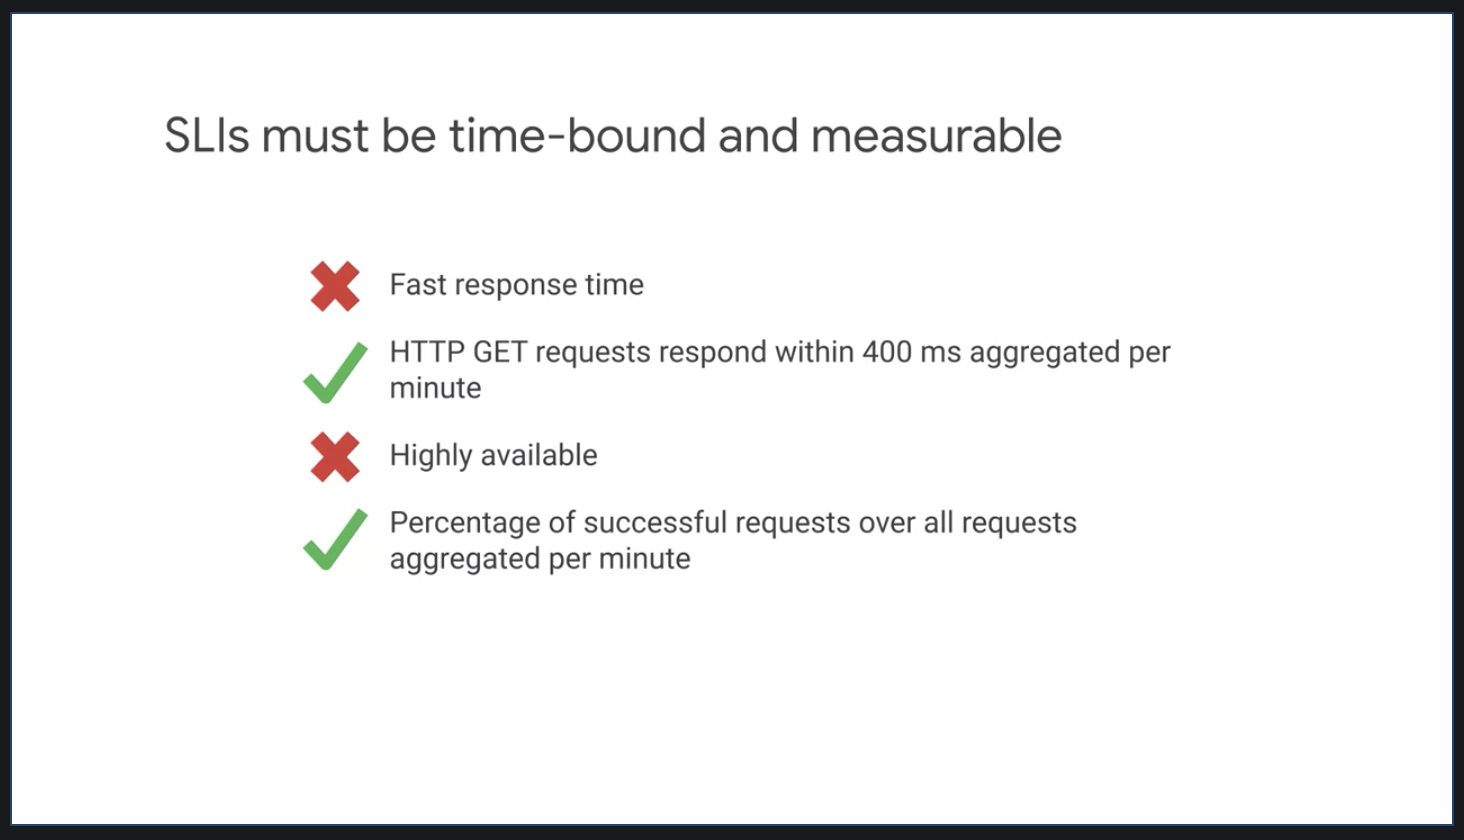 SLIs must be time-bound and measurable
Fast response time
HTTP GET requests respond within 400 ms aggregated per
minute
Highly available
Percentage of successful requests over all requests
aggregated per minute